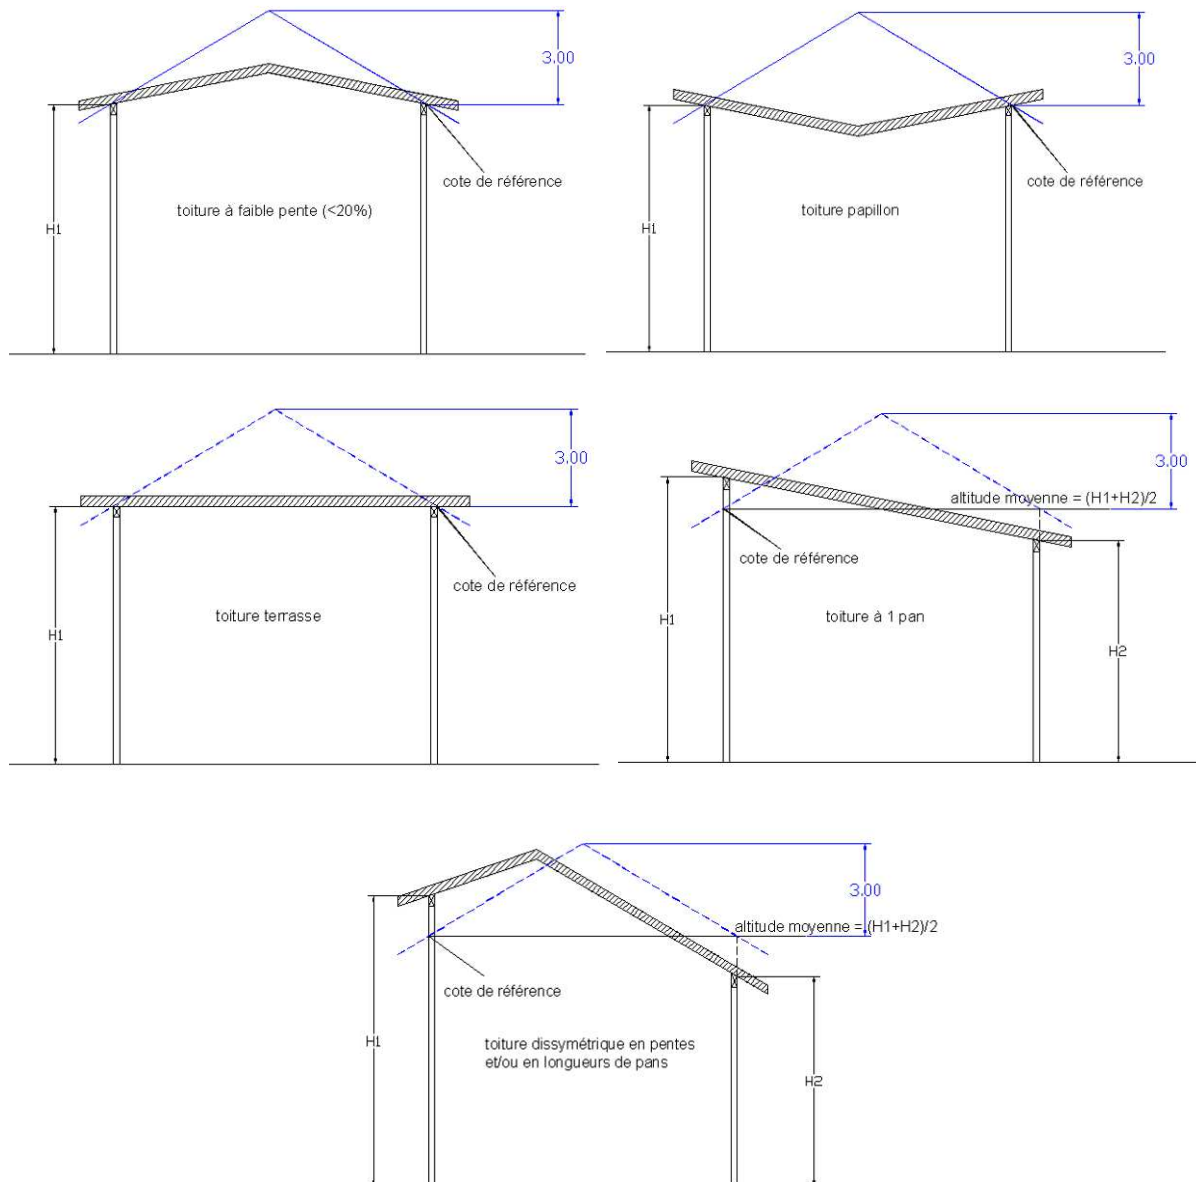 3.00
cote de référence
toiture à faible pente (<20%)
H1
3.00
cote de référence
toiture papillon
H1
3.00
cote de référence
toiture terrasse
H1
3.00
altitude moyenne = (H1+H2)/2
cote de référence
toiture à 1 pan
H1
H2
3.00
altitude moyenne = (H1+H2)/2
cote de référence
toiture dissymétrique en pentes
et/ou en longueurs de pans
H1
H2